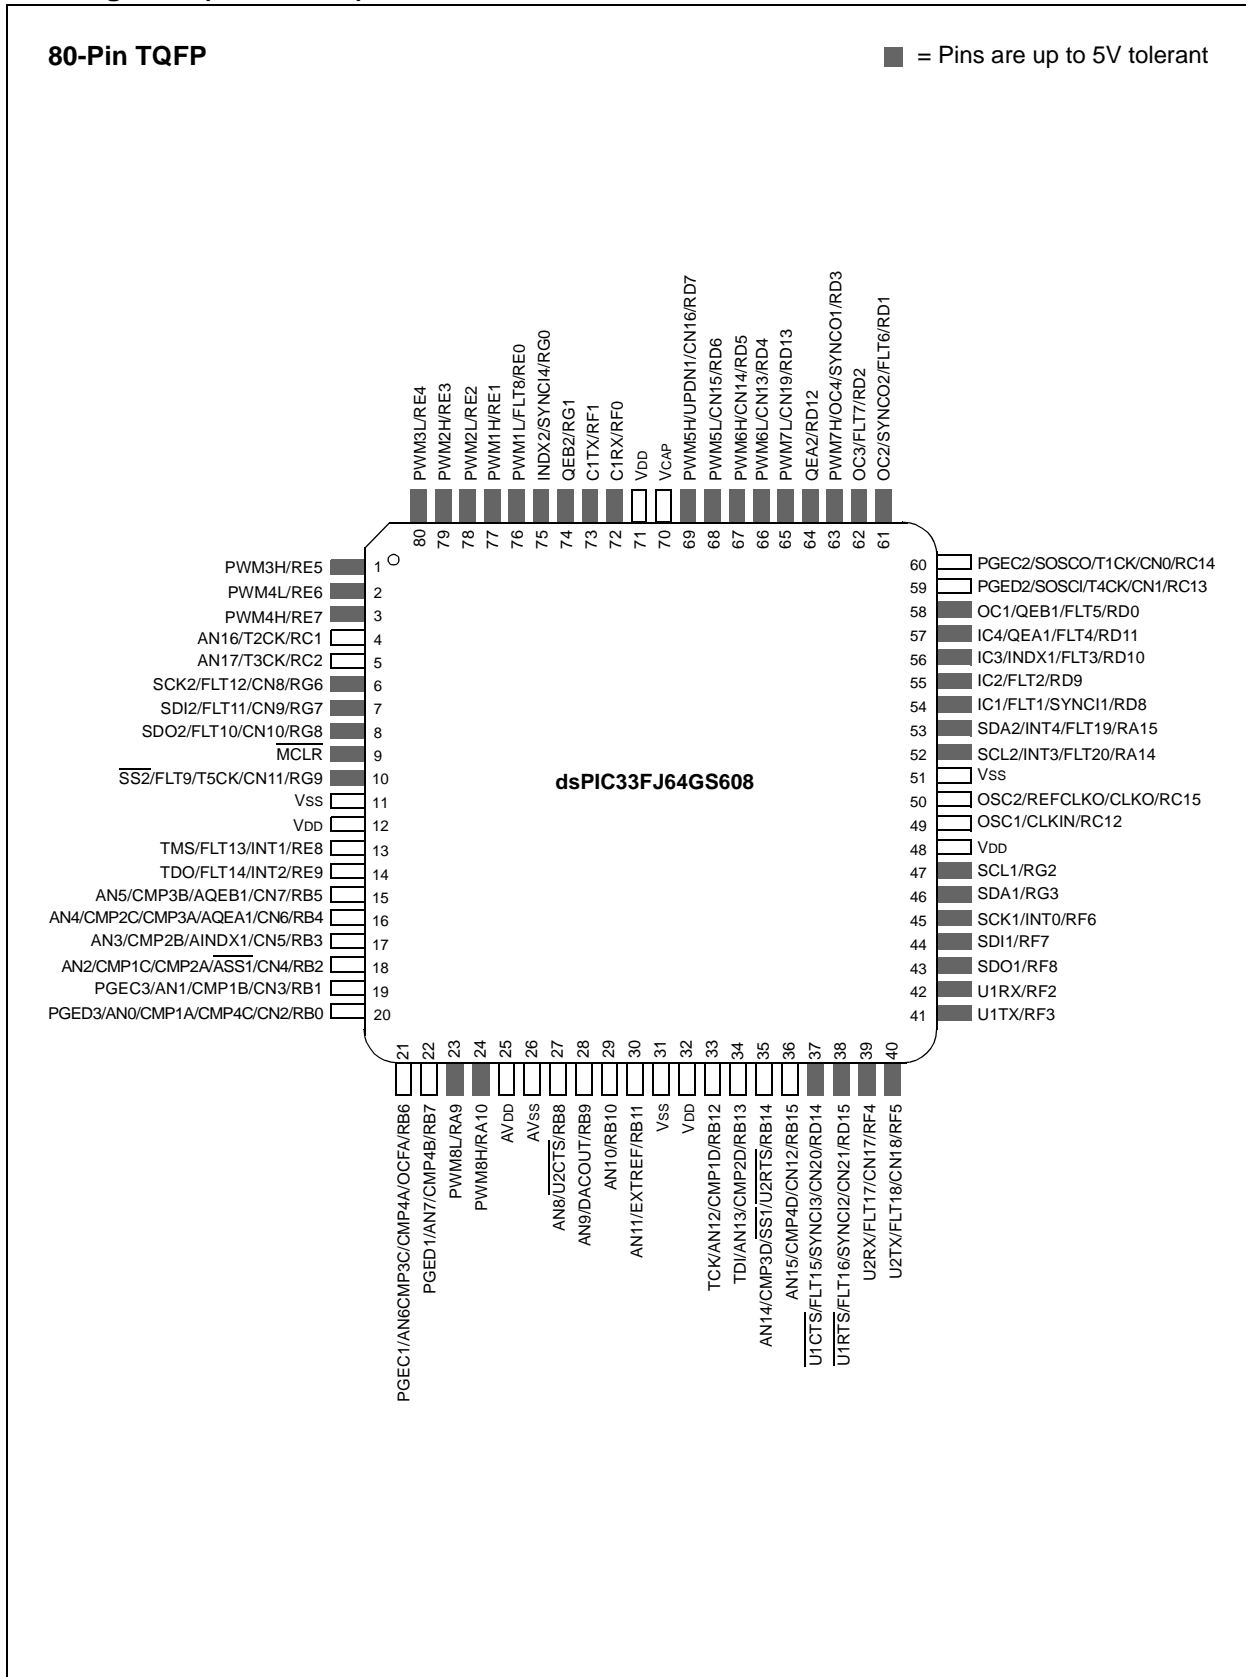 80-Pin TQFP
= Pins are up to 5V tolerant
PWM3L/RE4
PWM2H/RE3
PWM2L/RE2
PWM1H/RE1
PWM1L/FLT8/RE0
INDX2/SYNCI4/RG0
QEB2/RG1
C1TX/RF1
C1RX/RF0
VDD
VCAP
PWM5H/UPDN1/CN16/RD7
PWM5L/CN15/RD6
PWM6H/CN14/RD5
PWM6L/CN13/RD4
PWM7L/CN19/RD13
QEA2/RD12
PWM7H/OC4/SYNCO1/RD3
OC3/FLT7/RD2
OC2/SYNCO2/FLT6/RD1
80
79
78
77
76
75
74
73
72
71
70
69
68
67
66
65
64
63
62
61
PWM3H/RE5 1
PWM4L/RE6 2
PWM4H/RE7 3
AN16/T2CK/RC1 4
AN17/T3CK/RC2 5
SCK2/FLT12/CN8/RG6 6
SDI2/FLT11/CN9/RG7 7
SDO2/FLT10/CN10/RG8 8
MCLR 9
SS2/FLT9/T5CK/CN11/RG9 10
VSS 11
VDD 12
TMS/FLT13/INT1/RE8 13
TDO/FLT14/INT2/RE9 14
AN5/CMP3B/AQEB1/CN7/RB5 15
AN4/CMP2C/CMP3A/AQEA1/CN6/RB4 16
AN3/CMP2B/AINDX1/CN5/RB3 17
AN2/CMP1C/CMP2A/ASS1/CN4/RB2 18
PGEC3/AN1/CMP1B/CN3/RB1 19
PGED3/AN0/CMP1A/CMP4C/CN2/RB0 20
dsPIC33FJ64GS608
60 PGEC2/SOSCO/T1CK/CN0/RC14
59 PGED2/SOSCI/T4CK/CN1/RC13
58 OC1/QEB1/FLT5/RD0
57 IC4/QEA1/FLT4/RD11
56 IC3/INDX1/FLT3/RD10
55 IC2/FLT2/RD9
54 IC1/FLT1/SYNCI1/RD8
53 SDA2/INT4/FLT19/RA15
52 SCL2/INT3/FLT20/RA14
51 VSS
50 OSC2/REFCLKO/CLKO/RC15
49 OSC1/CLKIN/RC12
48 VDD
47 SCL1/RG2
46 SDA1/RG3
45 SCK1/INT0/RF6
44 SDI1/RF7
43 SDO1/RF8
42 U1RX/RF2
41 U1TX/RF3
21
22
23
24
25
26
27
28
29
30
31
32
33
34
35
36
37
38
39
40
PGEC1/AN6CMP3C/CMP4A/OCFA/RB6
PGED1/AN7/CMP4B/RB7
PWM8L/RA9
PWM8H/RA10
AVDD
AVSS
AN8/U2CTS/RB8
AN9/DACOUT/RB9
AN10/RB10
AN11/EXTREF/RB11
VSS
VDD
TCK/AN12/CMP1D/RB12
TDI/AN13/CMP2D/RB13
AN14/CMP3D/SS1/U2RTS/RB14
AN15/CMP4D/CN12/RB15
U1CTS/FLT15/SYNCI3/CN20/RD14
U1RTS/FLT16/SYNCI2/CN21/RD15
U2RX/FLT17/CN17/RF4
U2TX/FLT18/CN18/RF5